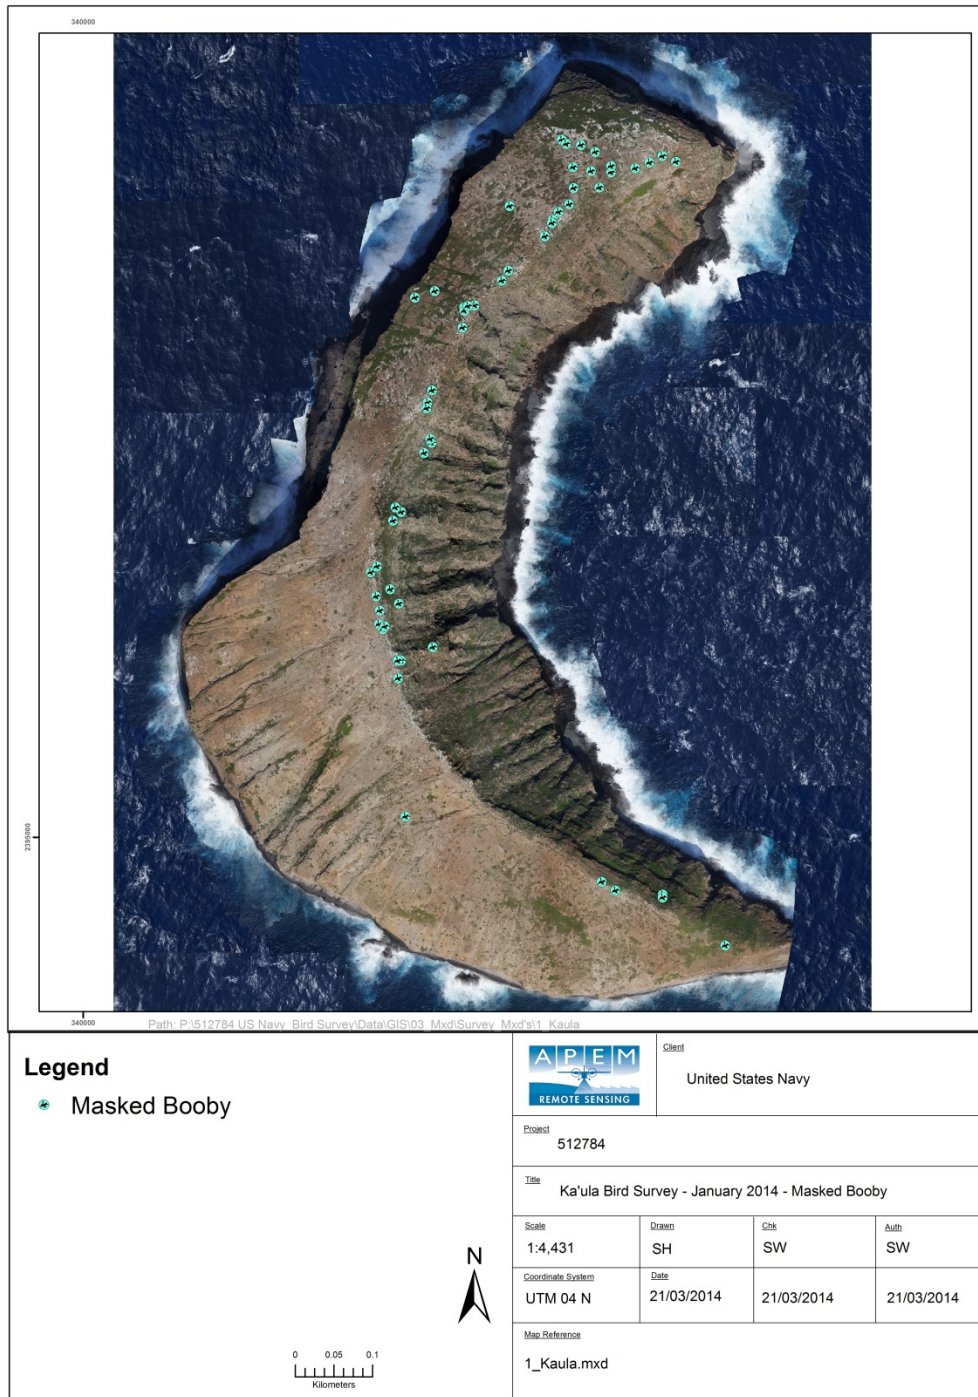 340000
2395000
340000
Path: P:\512784 US Navy_Bird Survey\Data\GIS\03_Mxd\Survey_Mxd's\1_Kaula
Legend
Masked Booby
N
0 0.05 0.1
Kilometers
APEM
REMOTE SENSING
Client
United States Navy
Project
512784
Title
Ka'ula Bird Survey - January 2014 - Masked Booby
Scale
1:4,431
Drawn
SH
Chk
SW
Auth
SW
Coordinate System
UTM 04 N
Date
21/03/2014
21/03/2014
21/03/2014
Map Reference
1_Kaula.mxd